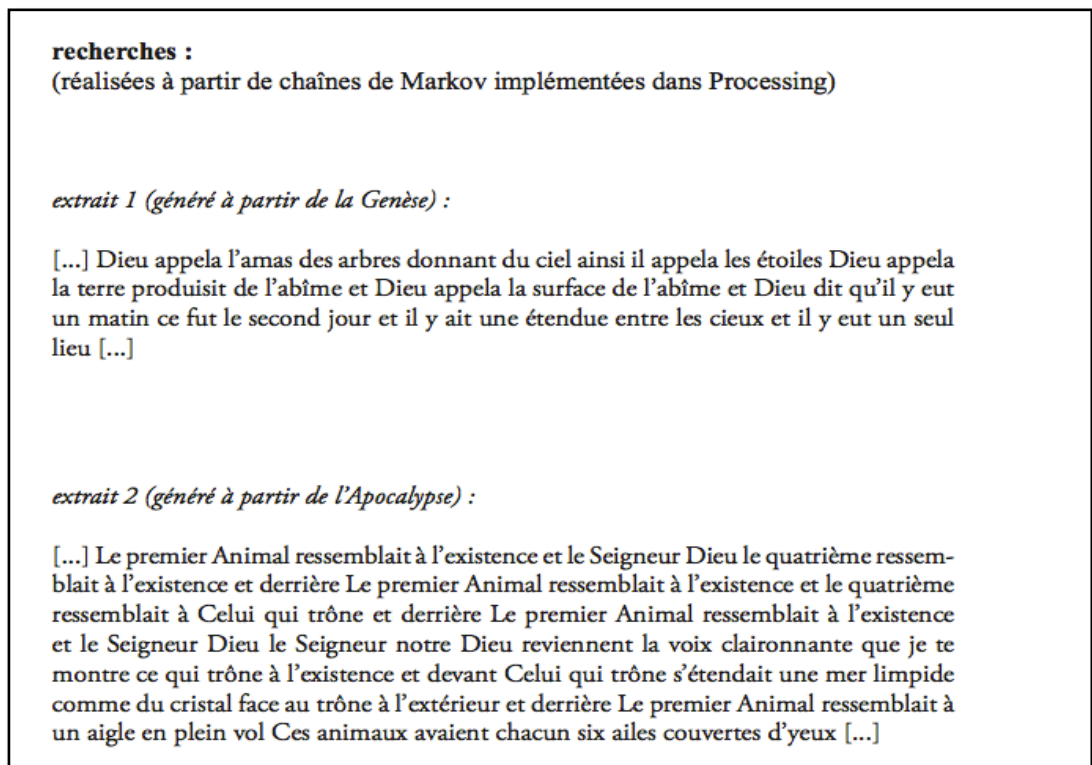 recherches :
(réalisées à partir de chaînes de Markov implémentées dans Processing)
extrait 1 (généré à partir de la Genèse) :
[...] Dieu appela l’amas des arbres donnant du ciel ainsi il appela les étoiles Dieu appela
la terre produisit de l’abîme et Dieu appela la surface de l’abîme et Dieu dit qu’il y eut
un matin ce fut le second jour et il y ait une étendue entre les cieux et il y eut un seul
lieu [...]
extrait 2 (généré à partir de l’Apocalypse) :
[...] Le premier Animal ressemblait à l’existence et le Seigneur Dieu le quatrième ressem-
blait à l’existence et derrière Le premier Animal ressemblait à l’existence et le quatrième
ressemblait à Celui qui trône et derrière Le premier Animal ressemblait à l’existence
et le Seigneur Dieu le Seigneur notre Dieu reviennent la voix claironnante que je te
montre ce qui trône à l’existence et devant Celui qui trône s’étendait une mer limpide
comme du cristal face au trône à l’extérieur et derrière Le premier Animal ressemblait à
un aigle en plein vol Ces animaux avaient chacun six ailes couvertes d’yeux [...]